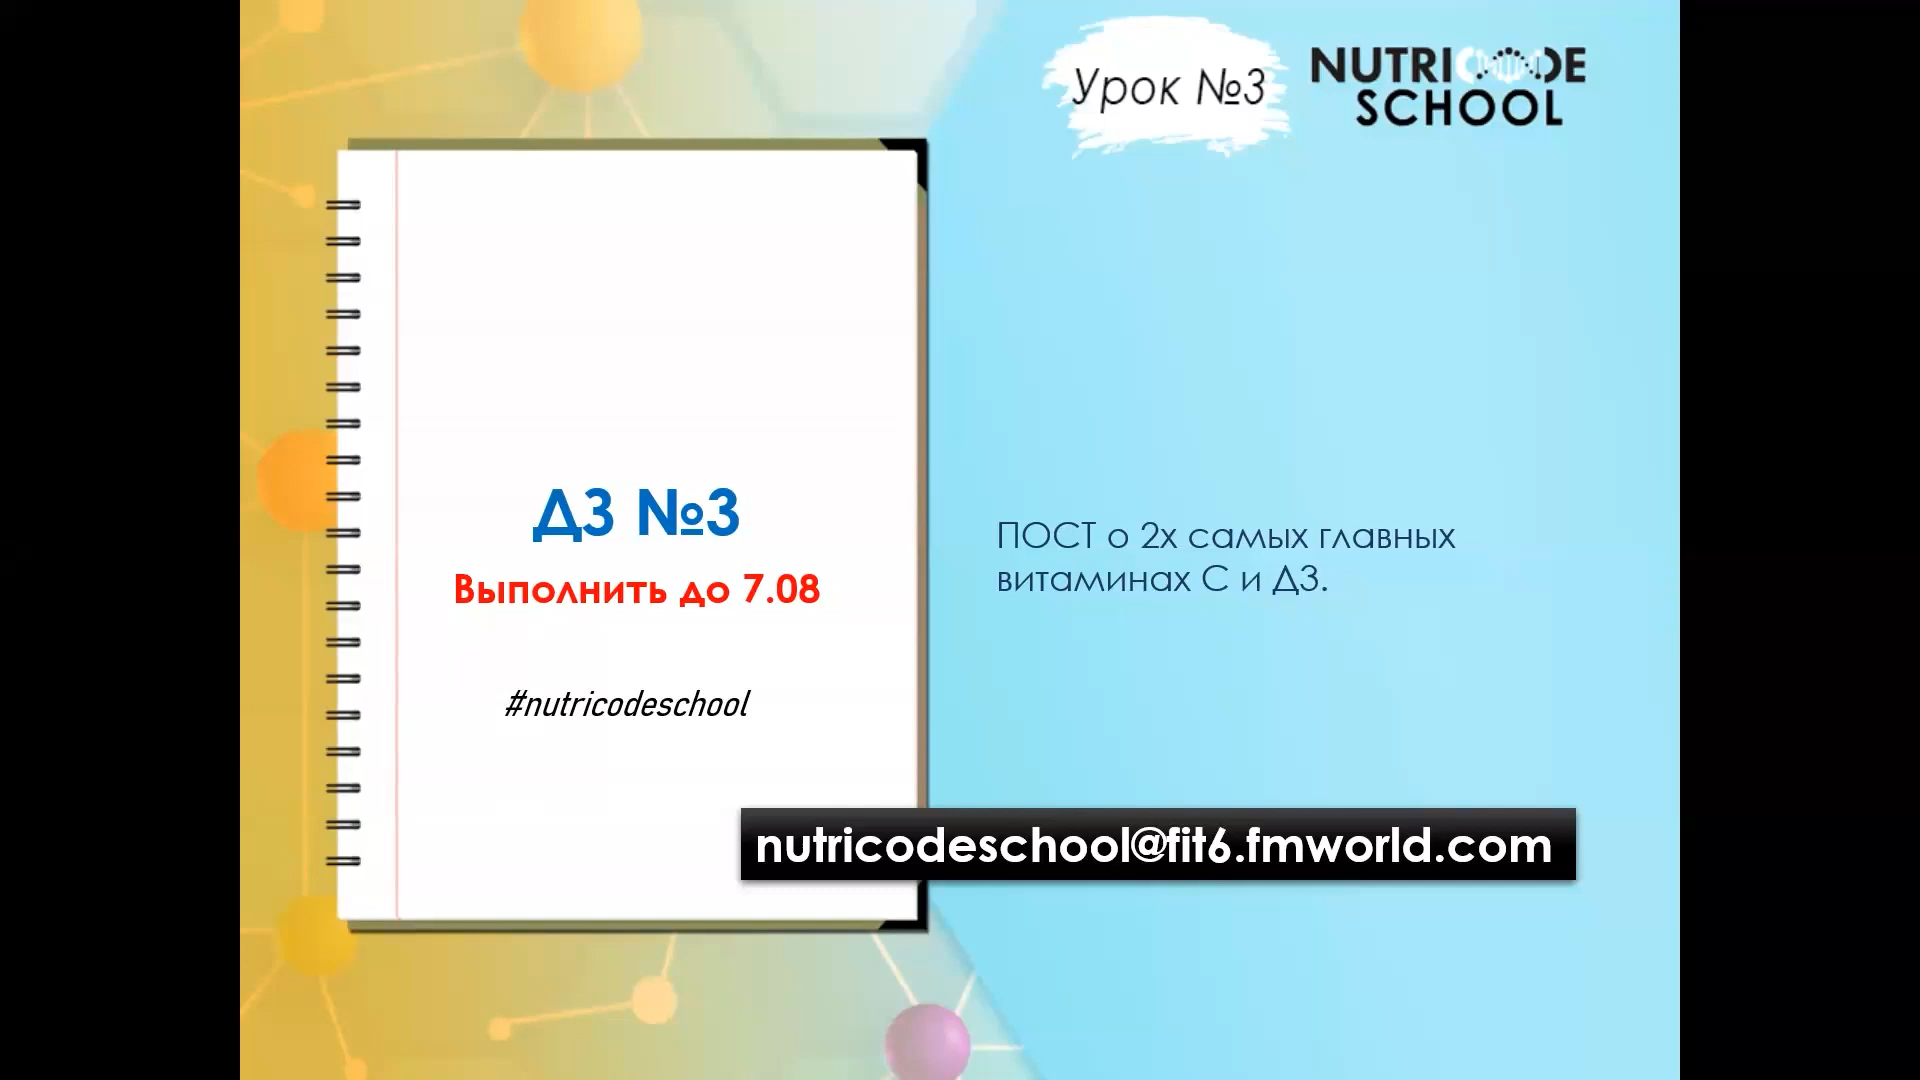 Урок №3
NUTRICODE
SCHOOL
ДЗ №3
Выполнить до 7.08
#nutricodeschool
ПОСТ о 2х самых главных
витаминах С и Д3.
nutricodeschool@fit6.fmworld.com